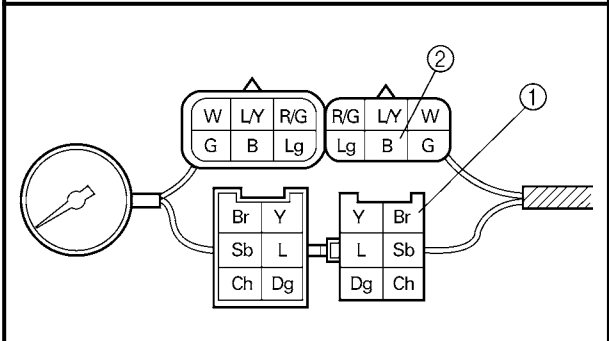 ②
①
W L/Y R/G R/G L/Y W
G B Lg Lg B G
Br Y Y Br
Sb L L Sb
Ch Dg Dg Ch